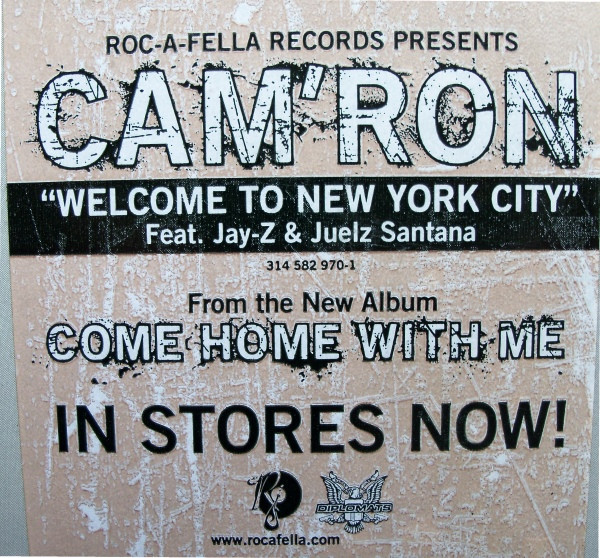 ROC-A-FELLA RECORDS PRESENTS
CAM'RON
"WELCOME TO NEW YORK CITY"
Feat. Jay-Z & Juelz Santana
314 582 970-1
From the New Album
COME HOME WITH ME
IN STORES NOW!
R
DIPLOMATS
www.rocafella.com